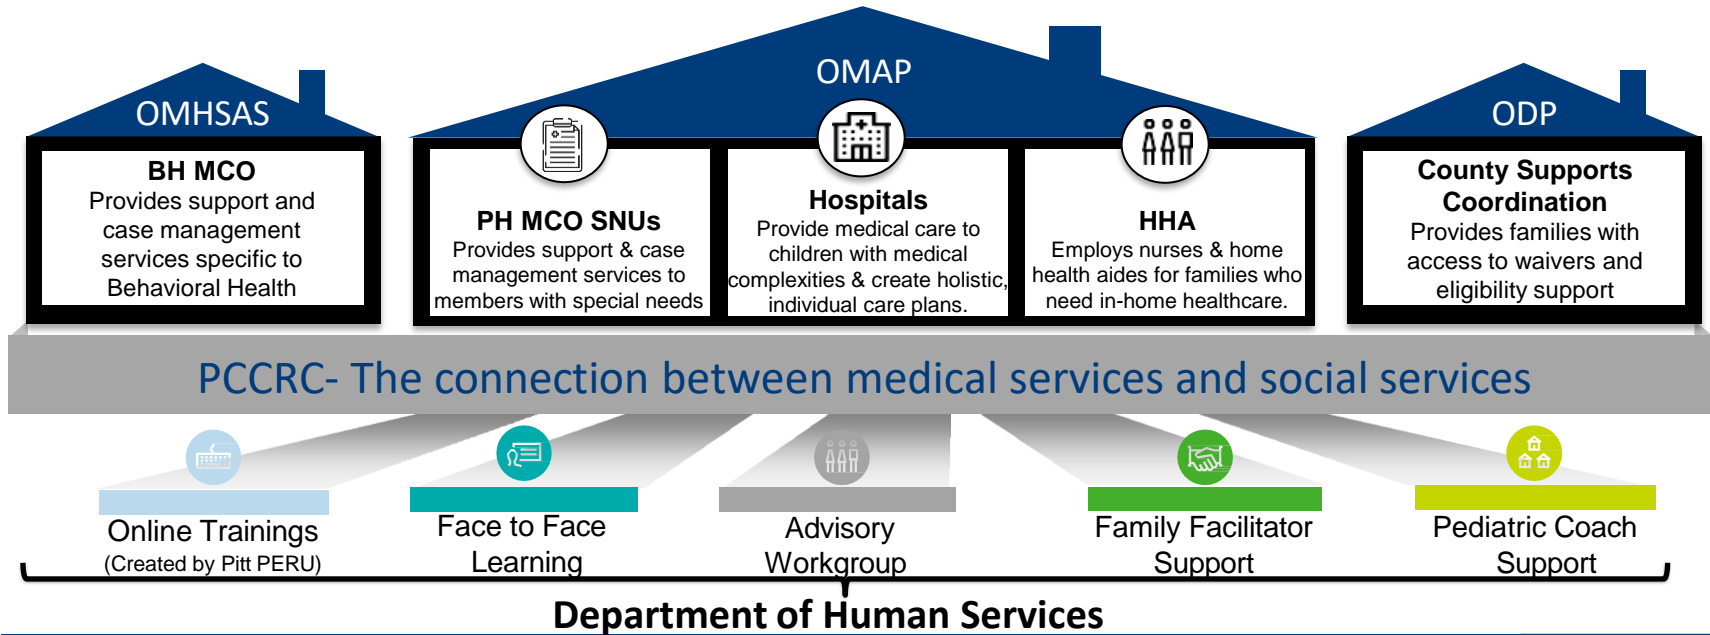 OMHSAS
BH MCO
Provides support and
case management
services specific to
Behavioral Health
OMAP
PH MCO SNUs
Provides support & case
management services to
members with special needs
Hospitals
Provide medical care to
children with medical
complexities & create holistic,
individual care plans.
HHA
Employs nurses & home
health aides for families who
need in-home healthcare.
ODP
County Supports
Coordination
Provides families with
access to waivers and
eligibility support
PCCRC- The connection between medical services and social services
Online Trainings
(Created by Pitt PERU)
Face to Face
Learning
Advisory
Workgroup
Family Facilitator
Support
Pediatric Coach
Support
Department of Human Services